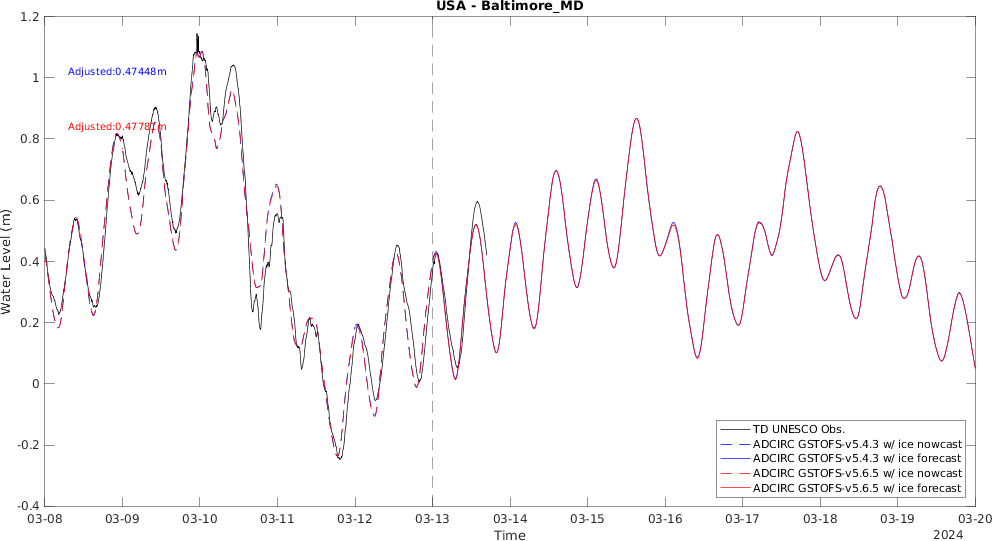 USA - Baltimore_MD
1.2
1
0.8
0.6
0.4
0.2
0
-0.2
-0.4
Water Level (m)
Adjusted:0.47448m
Adjusted:0.47781m
TD UNESCO Obs.
ADCIRC GSTOFS-v5.4.3 w/ ice nowcast
ADCIRC GSTOFS-v5.4.3 w/ ice forecast
ADCIRC GSTOFS-v5.6.5 w/ ice nowcast
ADCIRC GSTOFS-v5.6.5 w/ ice forecast
03-08 03-09 03-10 03-11 03-12 03-13 03-14 03-15 03-16 03-17 03-18 03-19 03-20
Time
2024